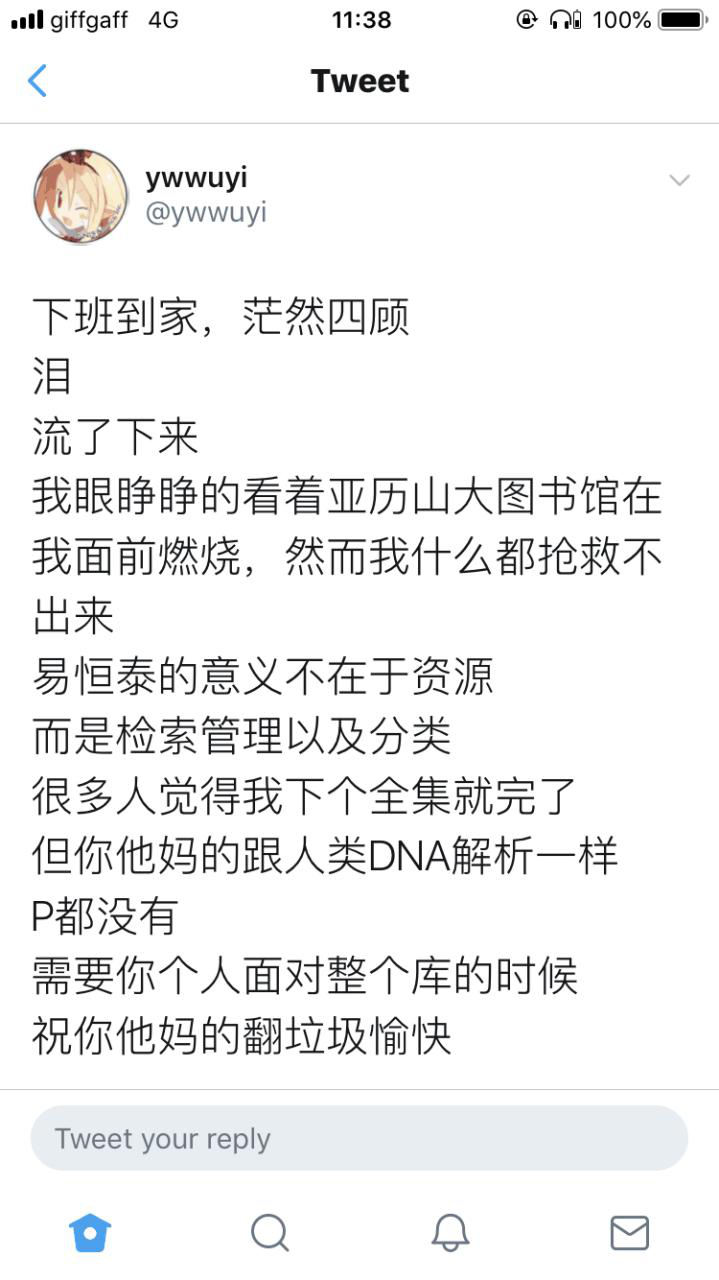 giffgaff 4G 11:38 100%
Tweet
ywwuyi
@ywwuyi
下班到家，茫然四顾
泪
流了下来
我眼睁睁的看着亚历山大图书馆在
我面前燃烧，然而我什么都抢救不
出来
易恒泰的意义不在于资源
而是检索管理以及分类
很多人觉得我下个全集就完了
但你他妈的跟人类DNA解析一样
P都没有
需要你个人面对整个库的时候
祝你他妈的翻垃圾愉快
Tweet your reply